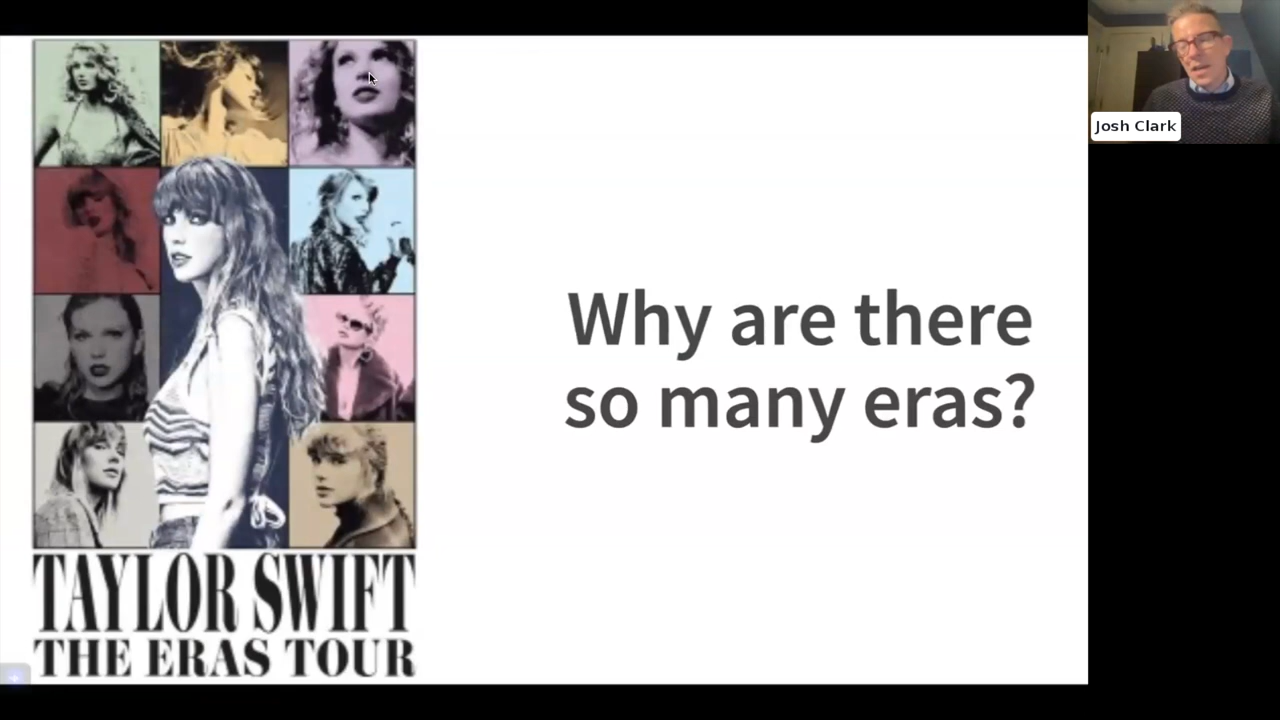 TAYLOR SWIFT
THE ERAS TOUR
Why are there
so many eras?
Josh Clark